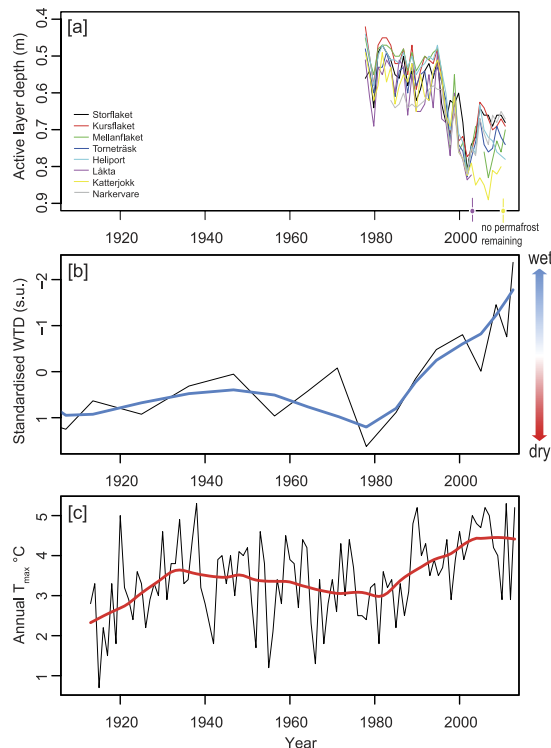 [a]
Active layer depth (m)
0.4
0.5
0.6
0.7
0.8
0.9
Storflaket
Kursflaket
Mellanflaket
Torneträsk
Heliport
Låkta
Katterjokk
Narkervare
1920 1940 1960 1980 2000
no permafrost
remaining
[b]
Standardised WTD (s.u.)
-2
-1
0
1
wet
dry
1920 1940 1960 1980 2000
[c]
Annual Tmax °C
5
4
3
2
1
1920 1940 1960 1980 2000
Year